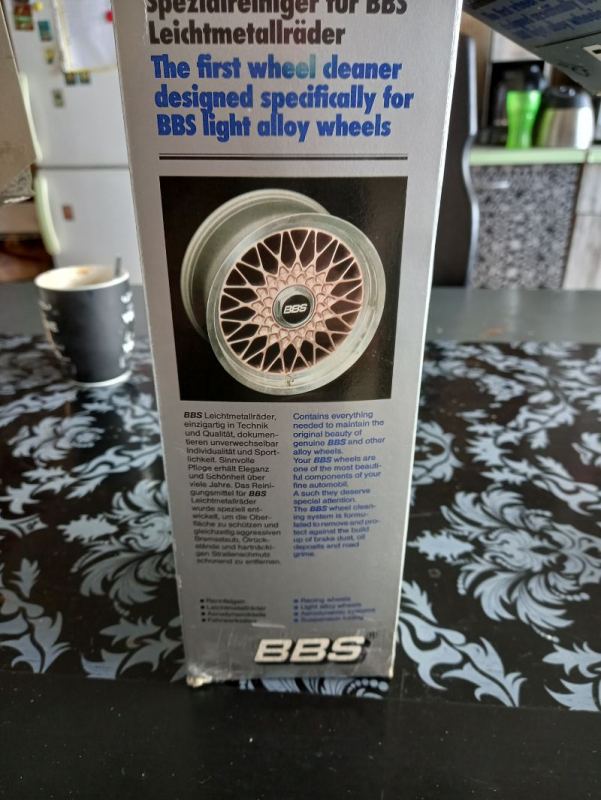 Spezialreiniger für BBS
Leichtmetallräder
The first wheel cleaner
designed specifically for
BBS light alloy wheels
BBS
BBS Leichtmetallräder,
einzigartig in Technik
und Qualität, dokumen-
tieren unverwechselbar
Individualität und Sport-
lichkeit. Sinnvolle
Pflege erhält Eleganz
und Schönheit über
viele Jahre. Das Reini-
gungsmittel für BBS
Leichtmetallräder
wurde speziell ent-
wickelt, um die Ober-
fläche zu schützen und
gleichzeitig aggressiven
Bremsstaub, Ölrück-
stände und hartnäcki-
gen Straßenschmutz
schonend zu entfernen.
Contains everything
needed to maintain the
original beauty of
genuine BBS and other
alloy wheels.
Your BBS wheels are
one of the most beauti-
ful components of your
fine automobil.
A such they deserve
special attention.
The BBS wheel clean-
ing system is formu-
lated to remove and pro-
tect against the build
up of brake dust, oil
deposits and road
grime.
Rennfelgen
Leichtmetallräder
Aerodynamikteile
Fahrwerksätze
Racing wheels
Light alloy wheels
Aerodynamic systems
Suspension tuning
BBS®